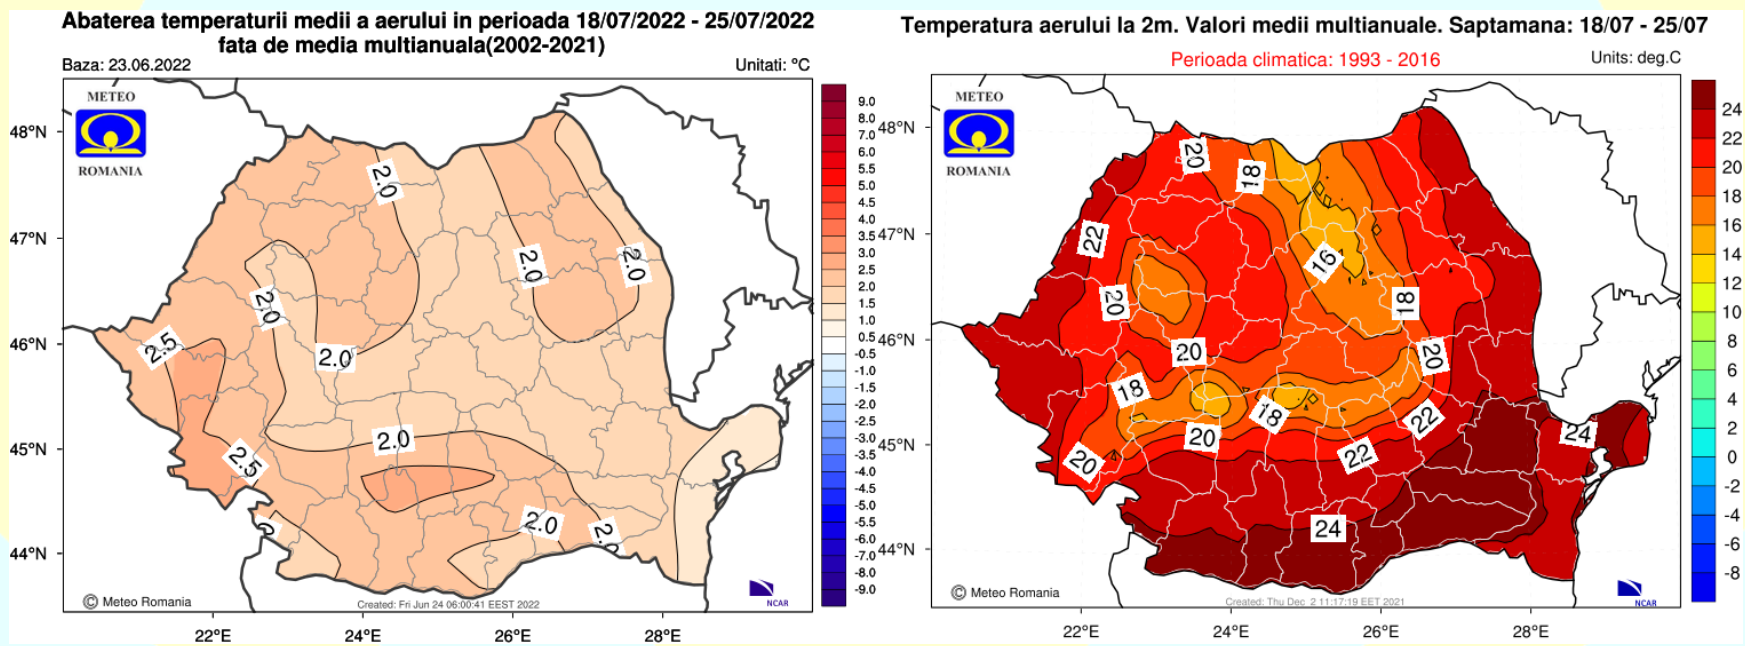 Abaterea temperaturii medii a aerului in perioada 18/07/2022 - 25/07/2022
fata de media multianuala(2002-2021)
Baza: 23.06.2022
Unitati: ºC
METEO
ROMANIA
48°N
47°N
46°N
45°N
44°N
22°E
24°E
26°E
28°E
2.0
2.0
2.0
2.0
2.0
2.5
2.5
2.0
2.0
2.0
0
9.0
8.0
7.0
6.0
5.5
5.0
4.5
4.0
3.5
3.0
2.5
2.0
1.5
1.0
0.5
-0.5
-1.0
-1.5
-2.0
-2.5
-3.0
-3.5
-4.0
-4.5
-5.0
-5.5
-6.0
-7.0
-8.0
-9.0
© Meteo Romania
Created: Fri Jun 24 06:00:41 EEST 2022
NCAR
Temperatura aerului la 2m. Valori medii multianuale. Saptamana: 18/07 - 25/07
Perioada climatica: 1993 - 2016
Units: deg.C
METEO
ROMANIA
48°N
47°N
46°N
45°N
44°N
22°E
24°E
26°E
28°E
20
18
22
16
20
18
20
20
18
18
22
20
22
20
24
24
24
22
20
18
18
16
14
12
10
8
6
4
2
0
-2
-4
-6
-8
© Meteo Romania
Created: Thu Dec 2 11:17:19 EET 2021
NCAR